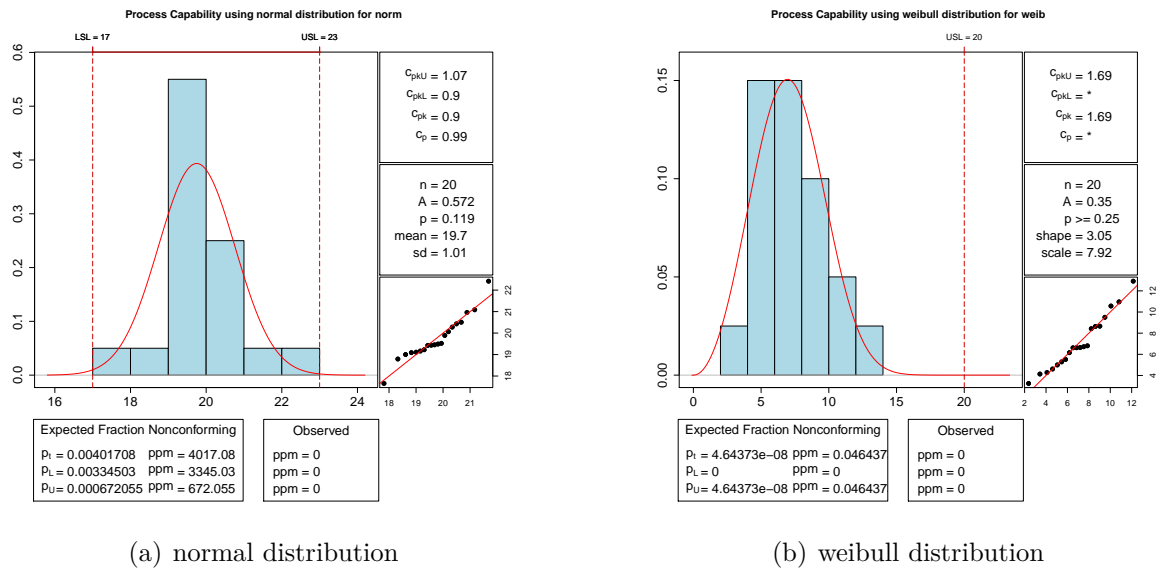 Process Capability using normal distribution for norm
LSL = 17
USL = 23
0.6
0.5
0.4
0.3
0.2
0.1
0.0
16 18 20 22 24
cpkU = 1.07
cpkL = 0.9
cpk = 0.9
cp = 0.99
n = 20
A = 0.572
p = 0.119
mean = 19.7
sd = 1.01
22
21
20
19
18
18 19 20 21
Expected Fraction Nonconforming
pt = 0.00401708 ppm = 4017.08
pL = 0.00334503 ppm = 3345.03
pU = 0.000672055 ppm = 672.055
Observed
ppm = 0
ppm = 0
ppm = 0
(a) normal distribution
Process Capability using weibull distribution for weib
USL = 20
0.15
0.10
0.05
0.00
0 5 10 15 20
cpkU = 1.69
cpkL = *
cpk = 1.69
cp = *
n = 20
A = 0.35
p >= 0.25
shape = 3.05
scale = 7.92
12
10
8
6
4
2 4 6 8 10 12
Expected Fraction Nonconforming
pt = 4.64373e−08 ppm = 0.046437
pL = 0 ppm = 0
pU = 4.64373e−08 ppm = 0.046437
Observed
ppm = 0
ppm = 0
ppm = 0
(b) weibull distribution